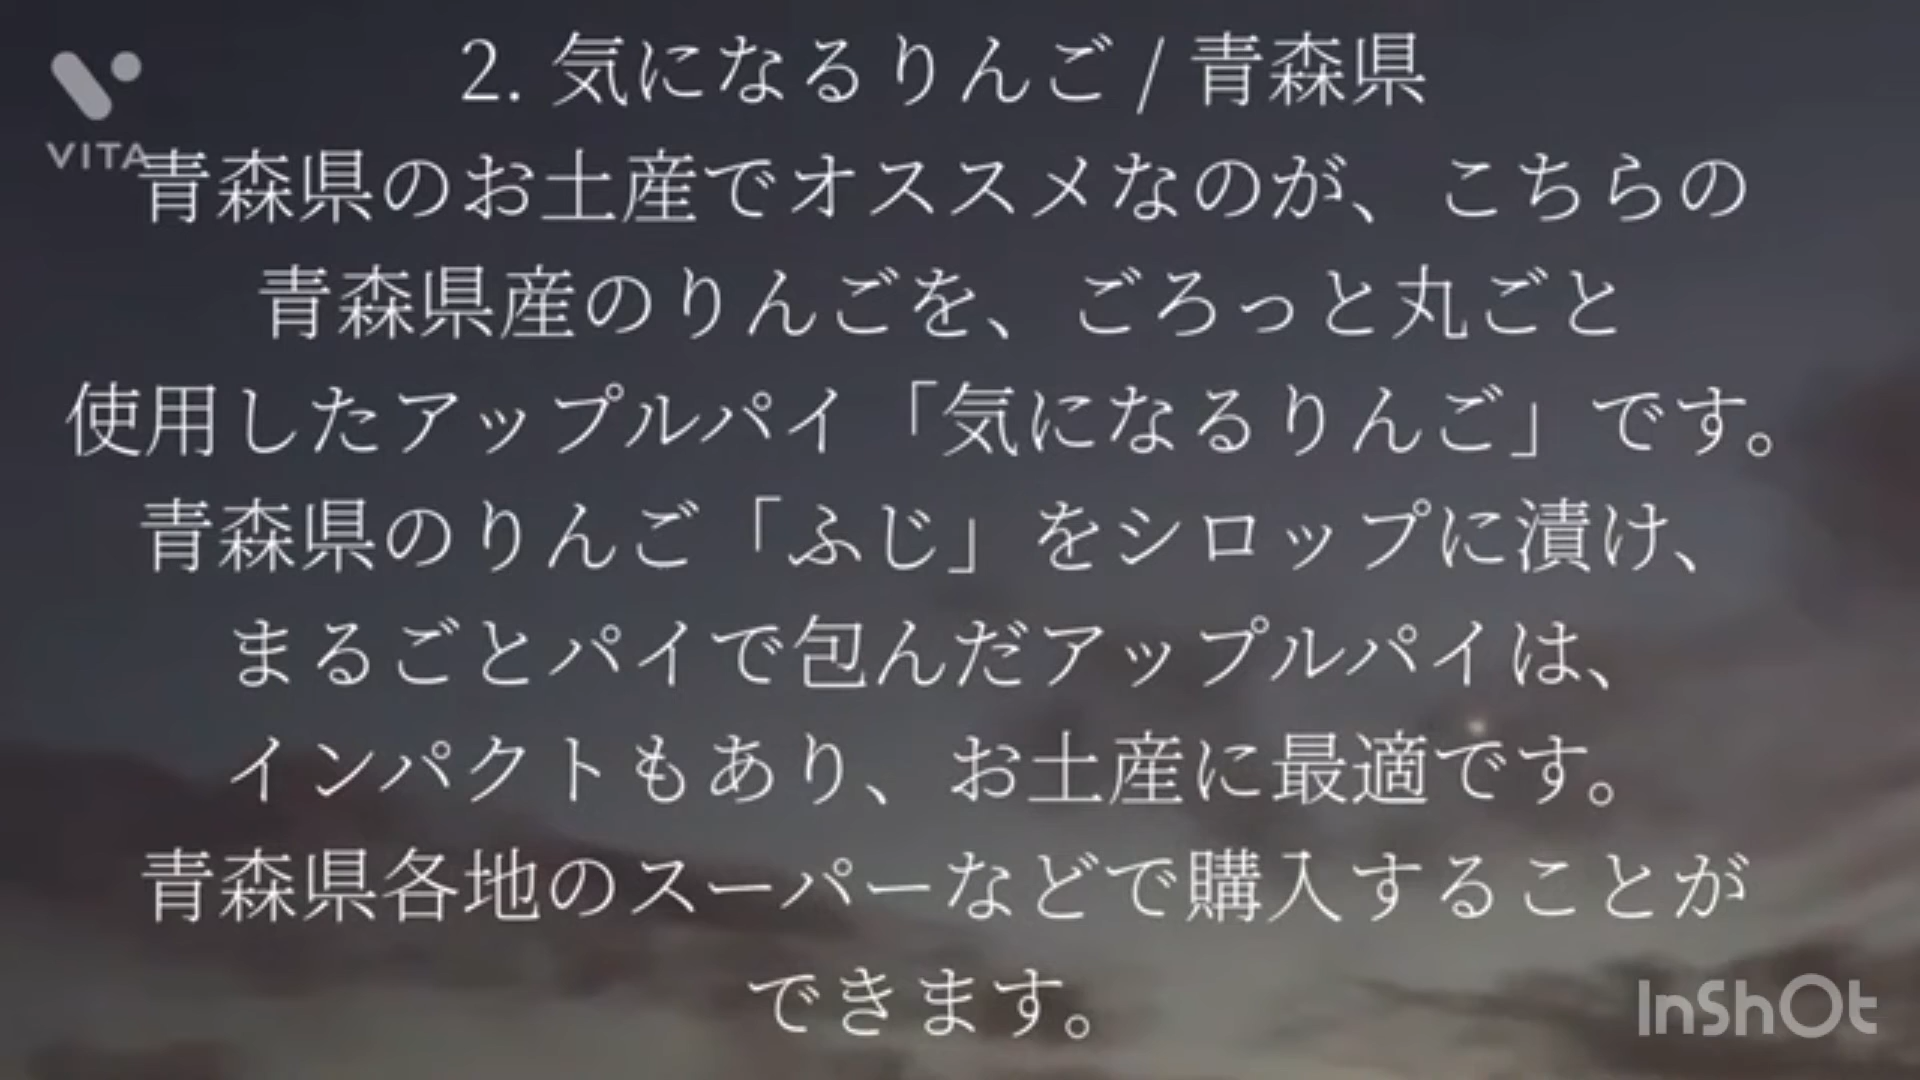 2. 気になるりんご / 青森県
VITA
青森県のお土産でオススメなのが、こちらの
青森県産のりんごを、ごろっと丸ごと
使用したアップルパイ「気になるりんご」です。
青森県のりんご「ふじ」をシロップに漬け、
まるごとパイで包んだアップルパイは、
インパクトもあり、お土産に最適です。
青森県各地のスーパーなどで購入することが
できます。
InShOt